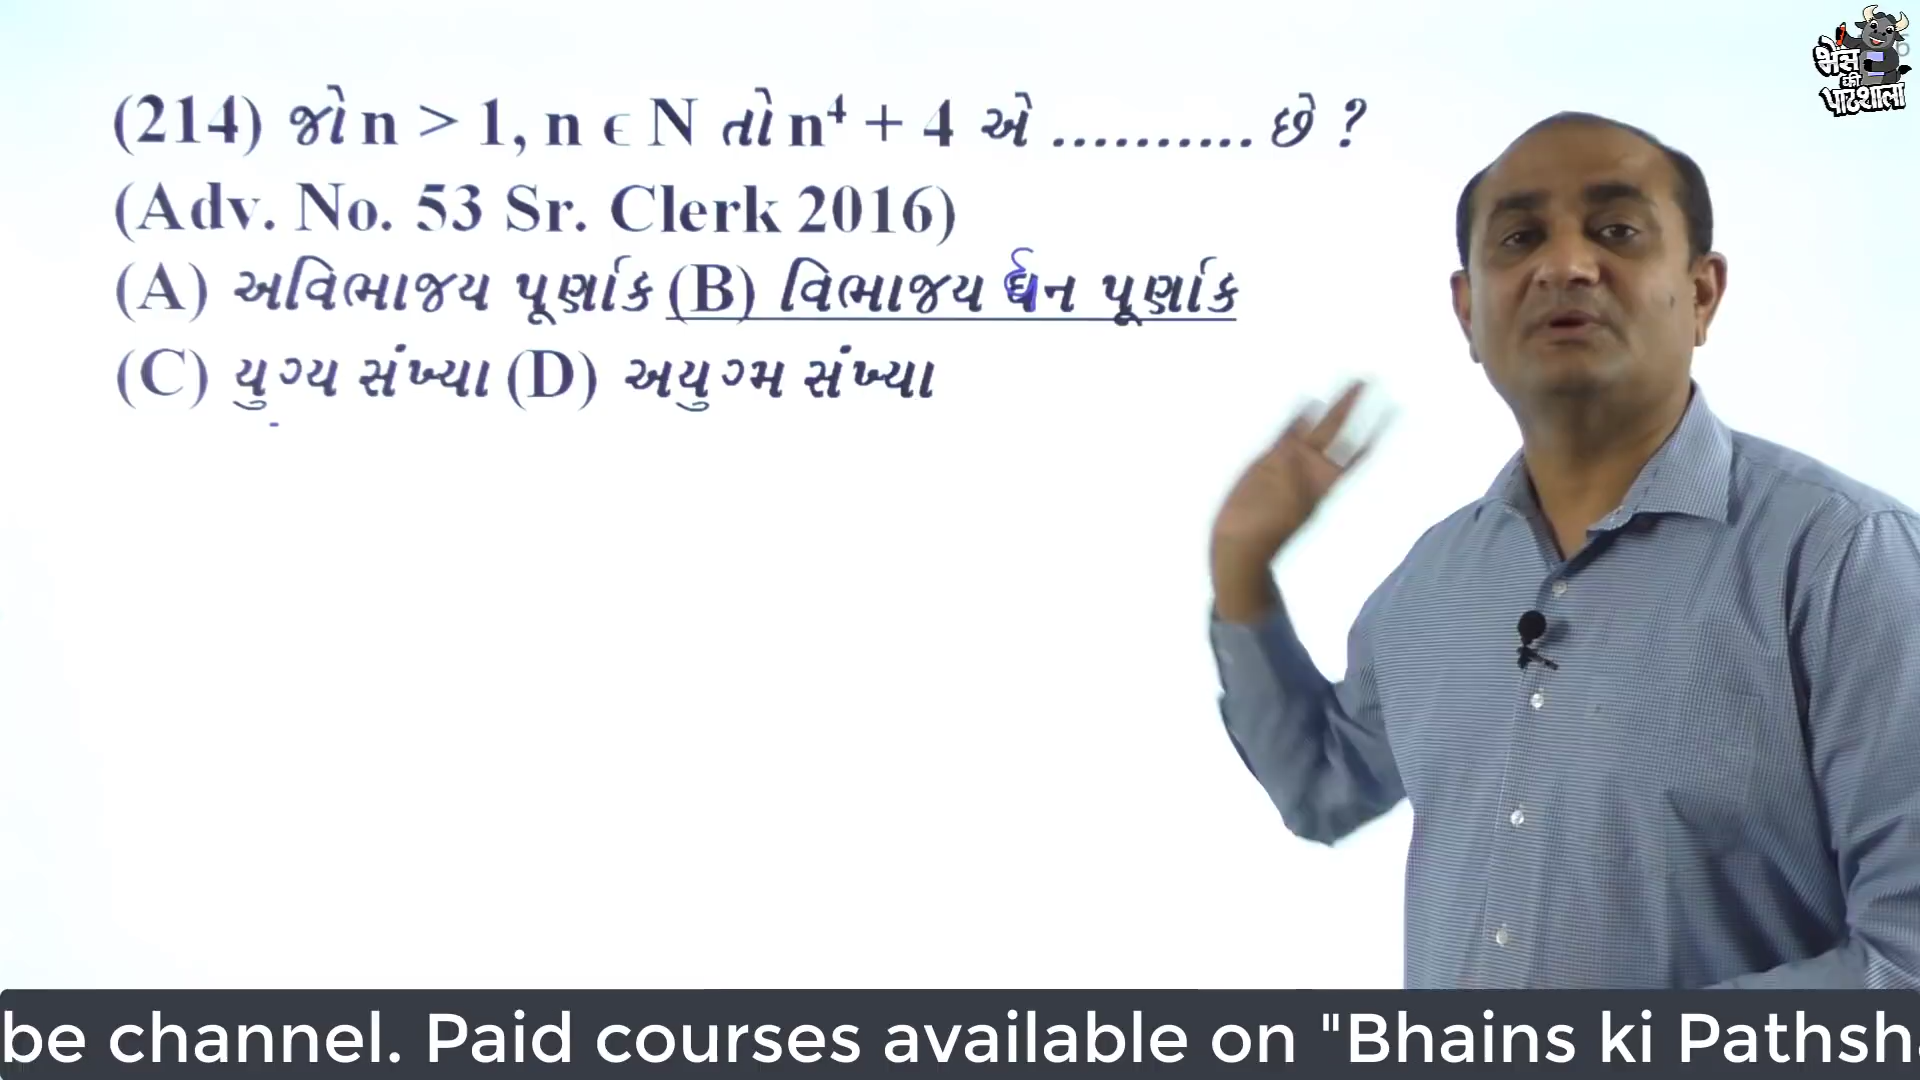 (214) જો n > 1, n ϵ N તો n⁴ + 4 એ .......... છે ?
(Adv. No. 53 Sr. Clerk 2016)
(A) અવિભાજ્ય પૂર્ણાંક (B) વિભાજ્ય ધન પૂર્ણાંક
(C) યુગ્ય સંખ્યા (D) અયુગ્મ સંખ્યા
भैंस की पाठशाला
be channel. Paid courses available on "Bhains ki Pathsh